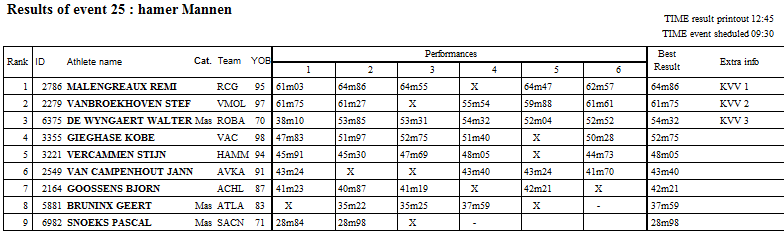 Results of event 25 : hamer Mannen
TIME result printout 12:45
TIME event sheduled 09:30
Rank ID Athlete name Cat. Team YOB Performances Best Result Extra info
1 2 3 4 5 6
1 2786 MALENGREAUX REMI RCG 95 61m03 64m86 64m55 X 64m47 62m57 64m86 KVV 1
2 2279 VANBROEKHOVEN STEF VMOL 97 61m75 61m27 X 55m54 59m88 61m61 61m75 KVV 2
3 6375 DE WYNGAERT WALTER Mas ROBA 70 38m10 53m85 53m31 54m32 52m04 52m52 54m32 KVV 3
4 3355 GIEGHASE KOBE VAC 98 47m83 51m97 52m75 51m40 X 50m28 52m75
5 3221 VERCAMMEN STIJN HAMM 94 45m91 45m30 47m69 48m05 X 44m73 48m05
6 2549 VAN CAMPENHOUT JANN AVKA 91 43m24 X X 43m40 43m24 41m70 43m40
7 2164 GOOSSENS BJORN ACHL 87 41m23 40m87 41m19 X 42m21 X 42m21
8 5881 BRUNINX GEERT Mas ATLA 83 X 35m22 35m25 37m59 X - 37m59
9 6982 SNOEKS PASCAL Mas SACN 71 28m84 28m98 X - 28m98